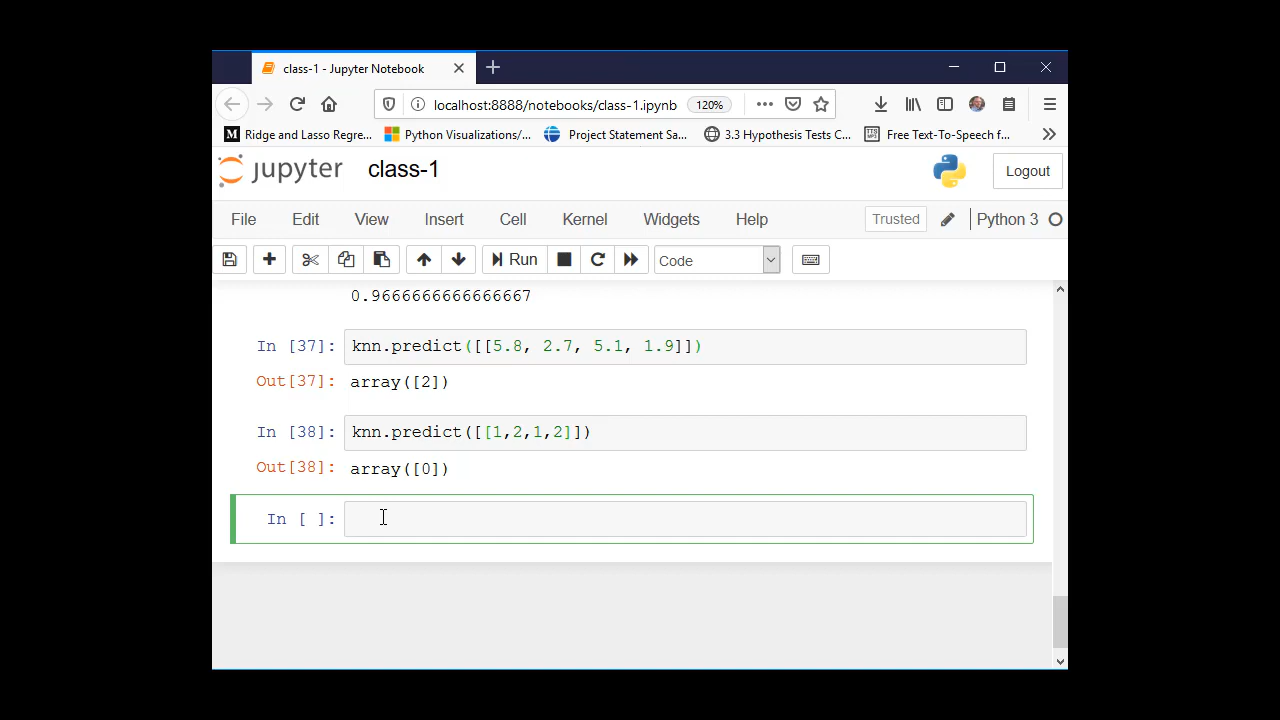 class-1 - Jupyter Notebook
localhost:8888/notebooks/class-1.ipynb 120%
Ridge and Lasso Regre... Python Visualizations/... Project Statement Sa... 3.3 Hypothesis Tests C... Free Text-To-Speech f...
jupyter class-1 Logout
File Edit View Insert Cell Kernel Widgets Help Trusted Python 3
Run Code
0.9666666666666667
In [37]: knn.predict([[5.8, 2.7, 5.1, 1.9]])
Out[37]: array([2])
In [38]: knn.predict([[1,2,1,2]])
Out[38]: array([0])
In [ ]: